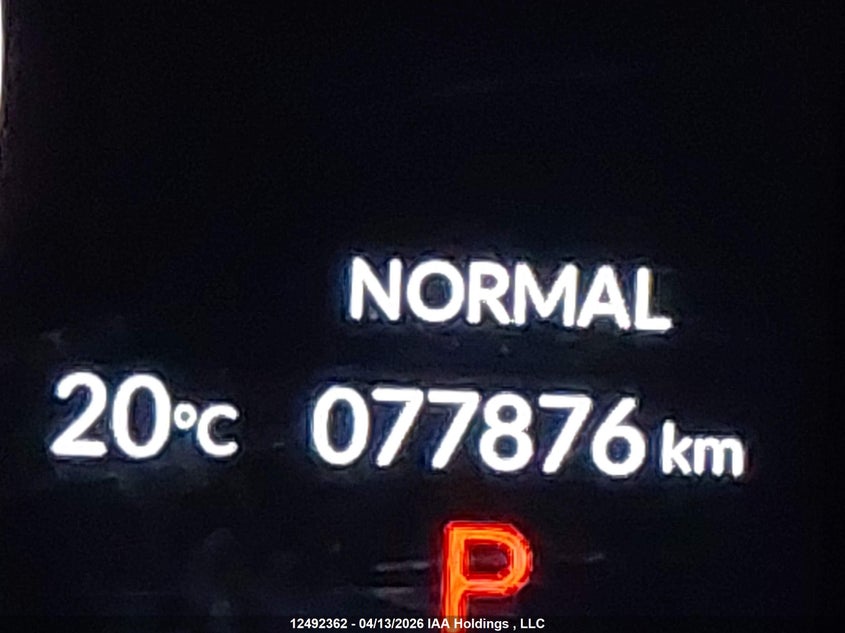 NORMAL
20°C 077876 km
P
12492362 - 04/13/2026 IAA Holdings , LLC